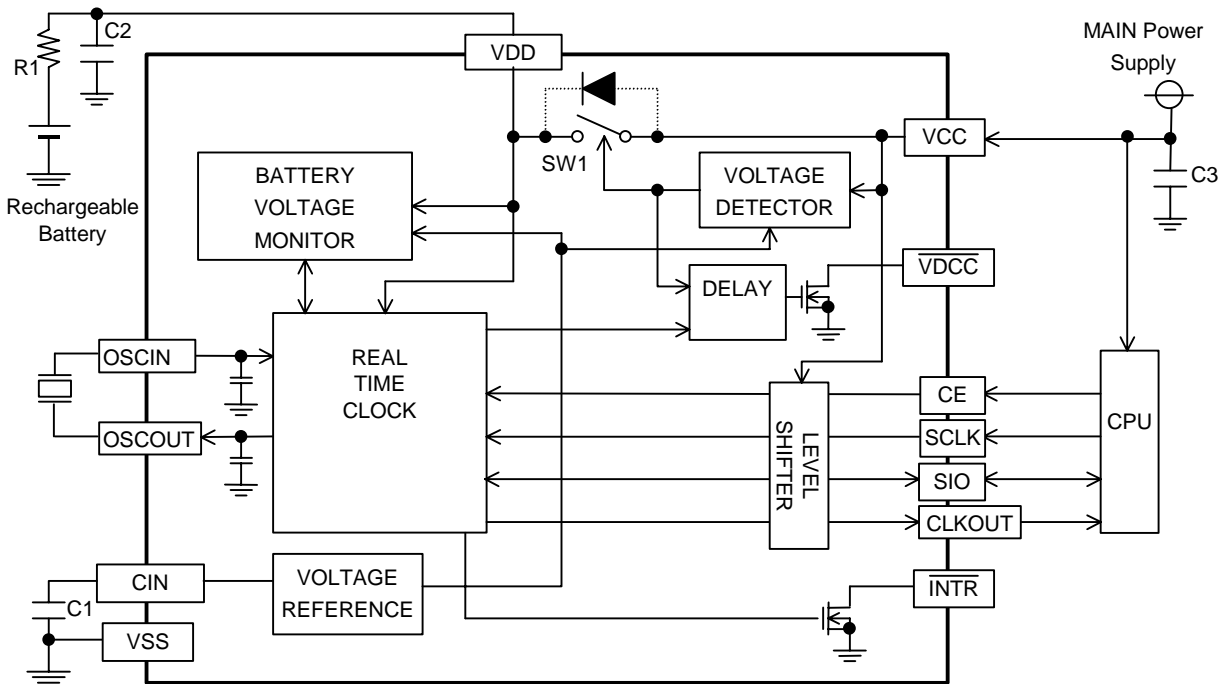 C2
VDD
MAIN Power
Supply
R1
VCC
SW1
C3
BATTERY
VOLTAGE
MONITOR
VOLTAGE
DETECTOR
Rechargeable
Battery
VDCC
DELAY
OSCIN
REAL
TIME
CLOCK
CE
OSCOUT
LEVEL
SHIFTER
SCLK
CPU
SIO
CLKOUT
CIN
VOLTAGE
REFERENCE
INTR
C1
VSS